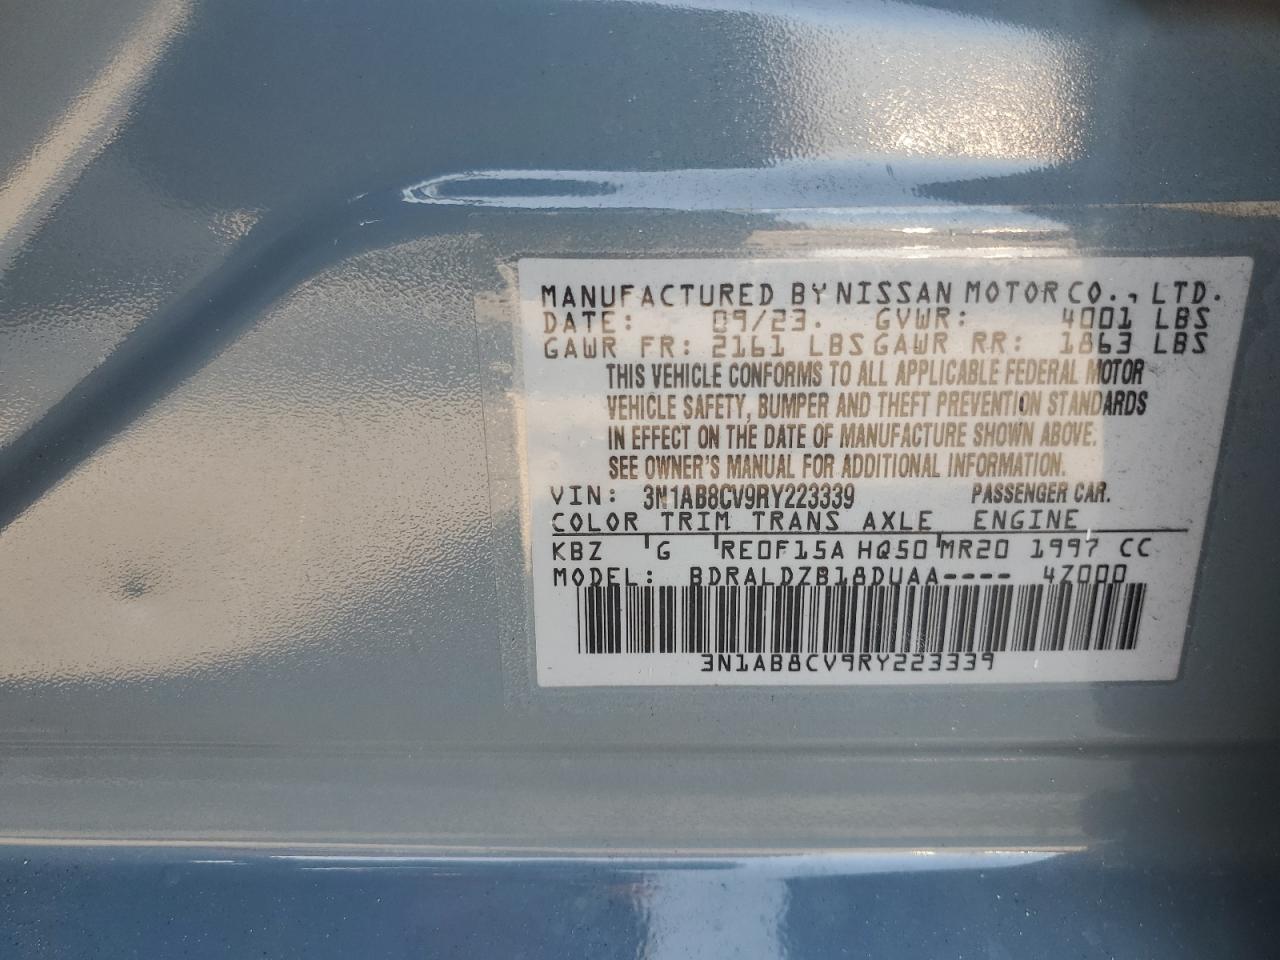 MANUFACTURED BY NISSAN MOTOR CO., LTD.
DATE: 09/23. GVWR: 4001 LBS
GAWR FR: 2161 LBS GAWR RR: 1863 LBS
THIS VEHICLE CONFORMS TO ALL APPLICABLE FEDERAL MOTOR
VEHICLE SAFETY, BUMPER AND THEFT PREVENTION STANDARDS
IN EFFECT ON THE DATE OF MANUFACTURE SHOWN ABOVE.
SEE OWNER'S MANUAL FOR ADDITIONAL INFORMATION.
VIN: 3N1AB8CV9RY223339 PASSENGER CAR.
COLOR TRIM TRANS AXLE ENGINE
KBZ G RE0F15A HQ50 MR20 1997 CC
MODEL: BDRALDZB18DUAA---- 4Z000
3N1AB8CV9RY223339